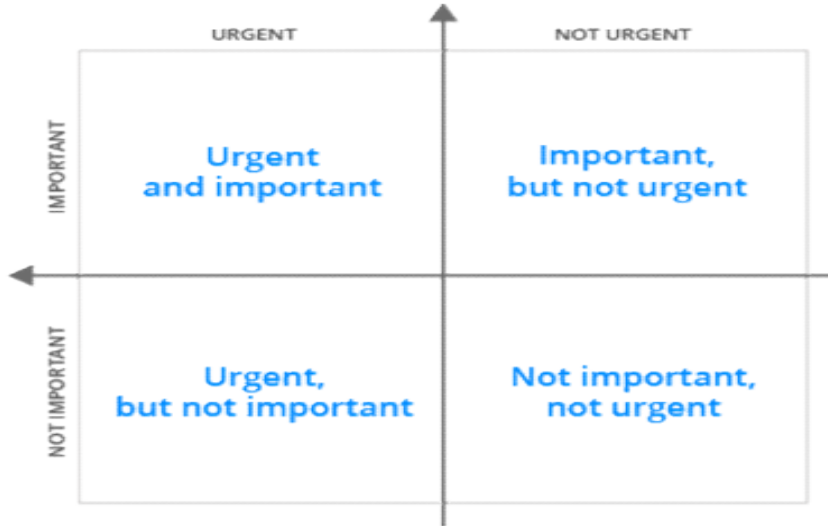 URGENT
NOT URGENT
IMPORTANT
Urgent
and important
Important,
but not urgent
NOT IMPORTANT
Urgent,
but not important
Not important,
not urgent